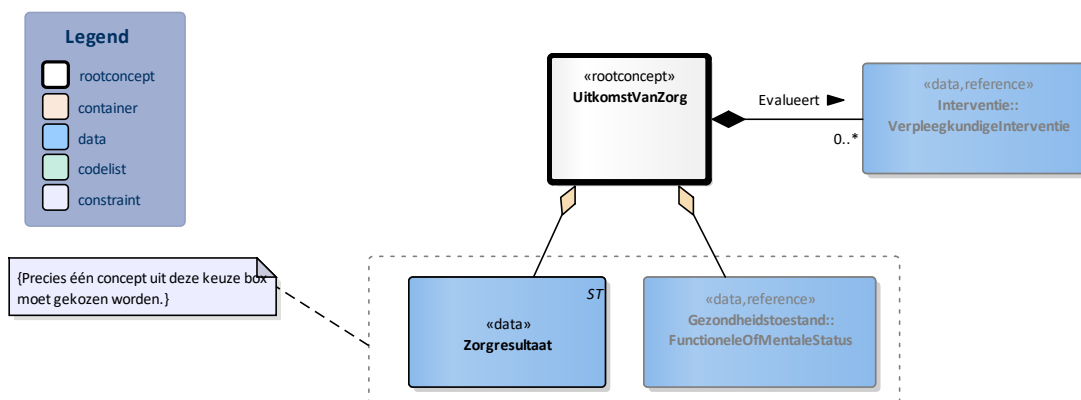 Legend
rootconcept
container
data
codelist
constraint
«rootconcept»
UitkomstVanZorg
Evalueert
0..*
«data,reference»
Interventie::
VerpleegkundigeInterventie
{Precies één concept uit deze keuze box
moet gekozen worden.}
ST
«data»
Zorgresultaat
«data,reference»
Gezondheidstoestand::
FunctioneleOfMentaleStatus